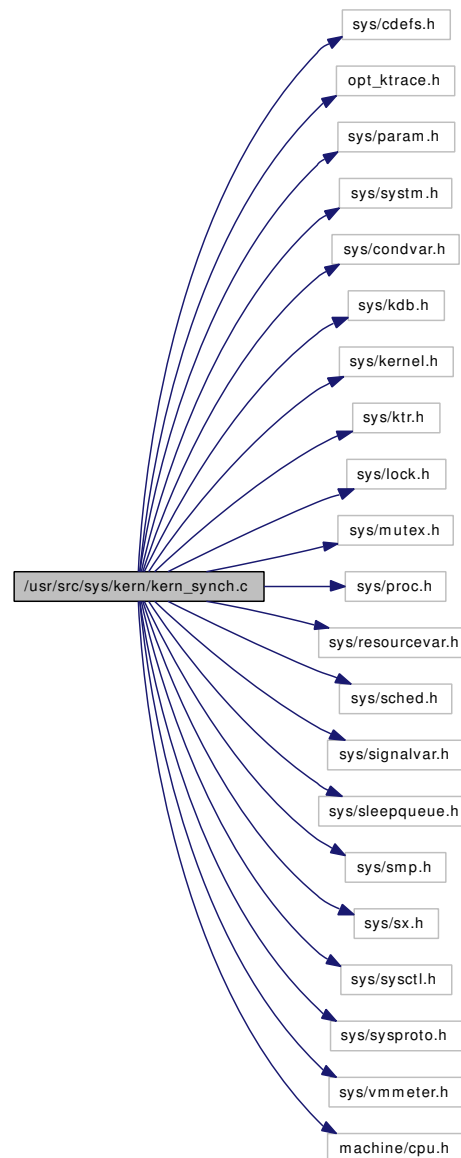 sys/cdefs.h
opt_ktrace.h
sys/param.h
sys/systm.h
sys/condvar.h
sys/kdb.h
sys/kernel.h
sys/ktr.h
sys/lock.h
sys/mutex.h
/usr/src/sys/kern/kern_synch.c
sys/proc.h
sys/resourcevar.h
sys/sched.h
sys/signalvar.h
sys/sleepqueue.h
sys/smp.h
sys/sx.h
sys/sysctl.h
sys/sysproto.h
sys/vmmeter.h
machine/cpu.h